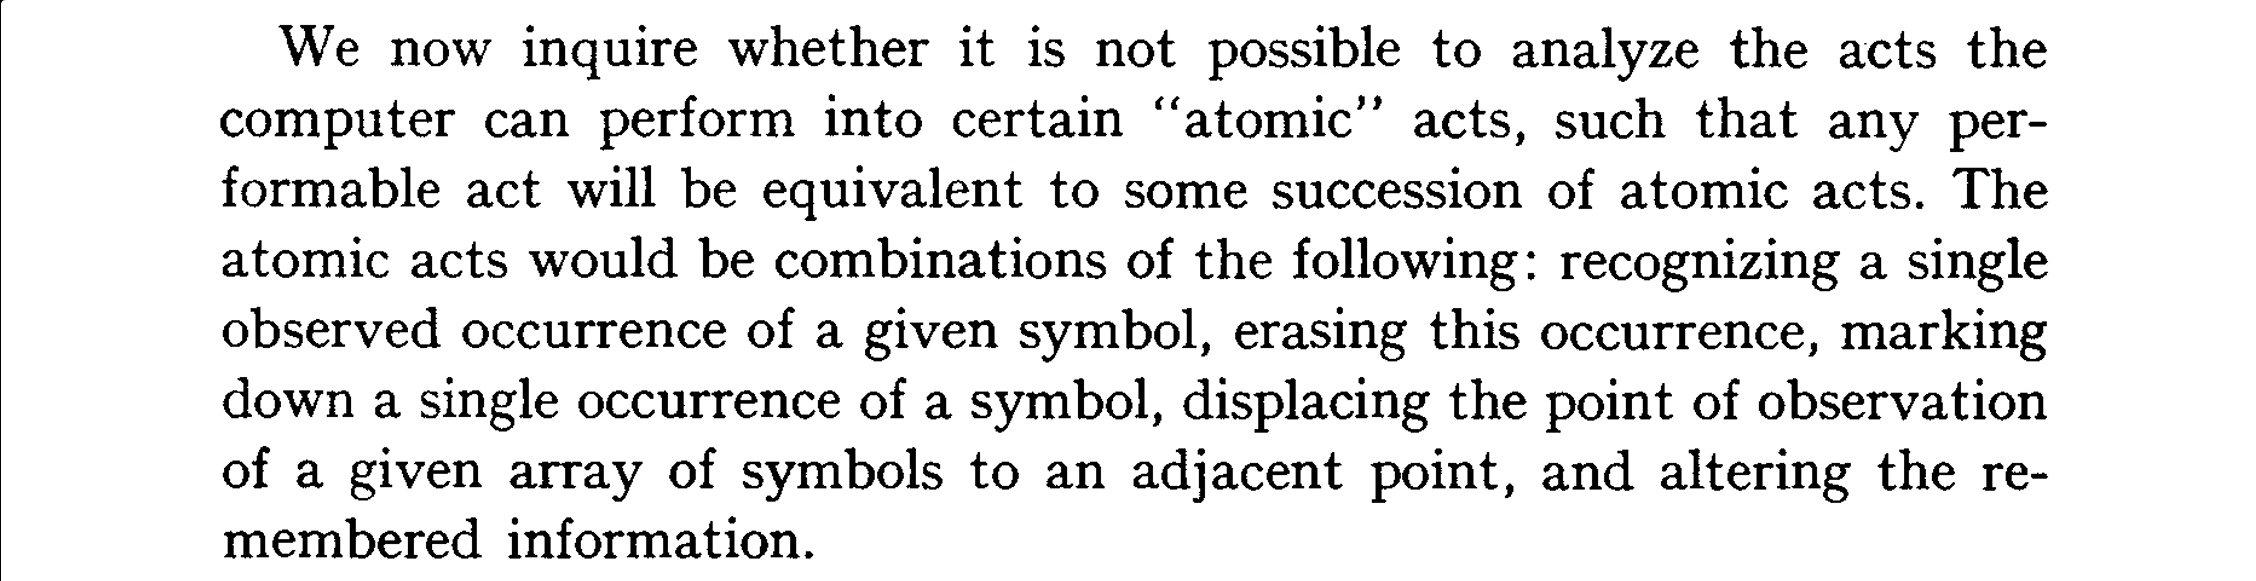 We now inquire whether it is not possible to analyze the acts the
computer can perform into certain “atomic” acts, such that any per-
formable act will be equivalent to some succession of atomic acts. The
atomic acts would be combinations of the following: recognizing a single
observed occurrence of a given symbol, erasing this occurrence, marking
down a single occurrence of a symbol, displacing the point of observation
of a given array of symbols to an adjacent point, and altering the re-
membered information.